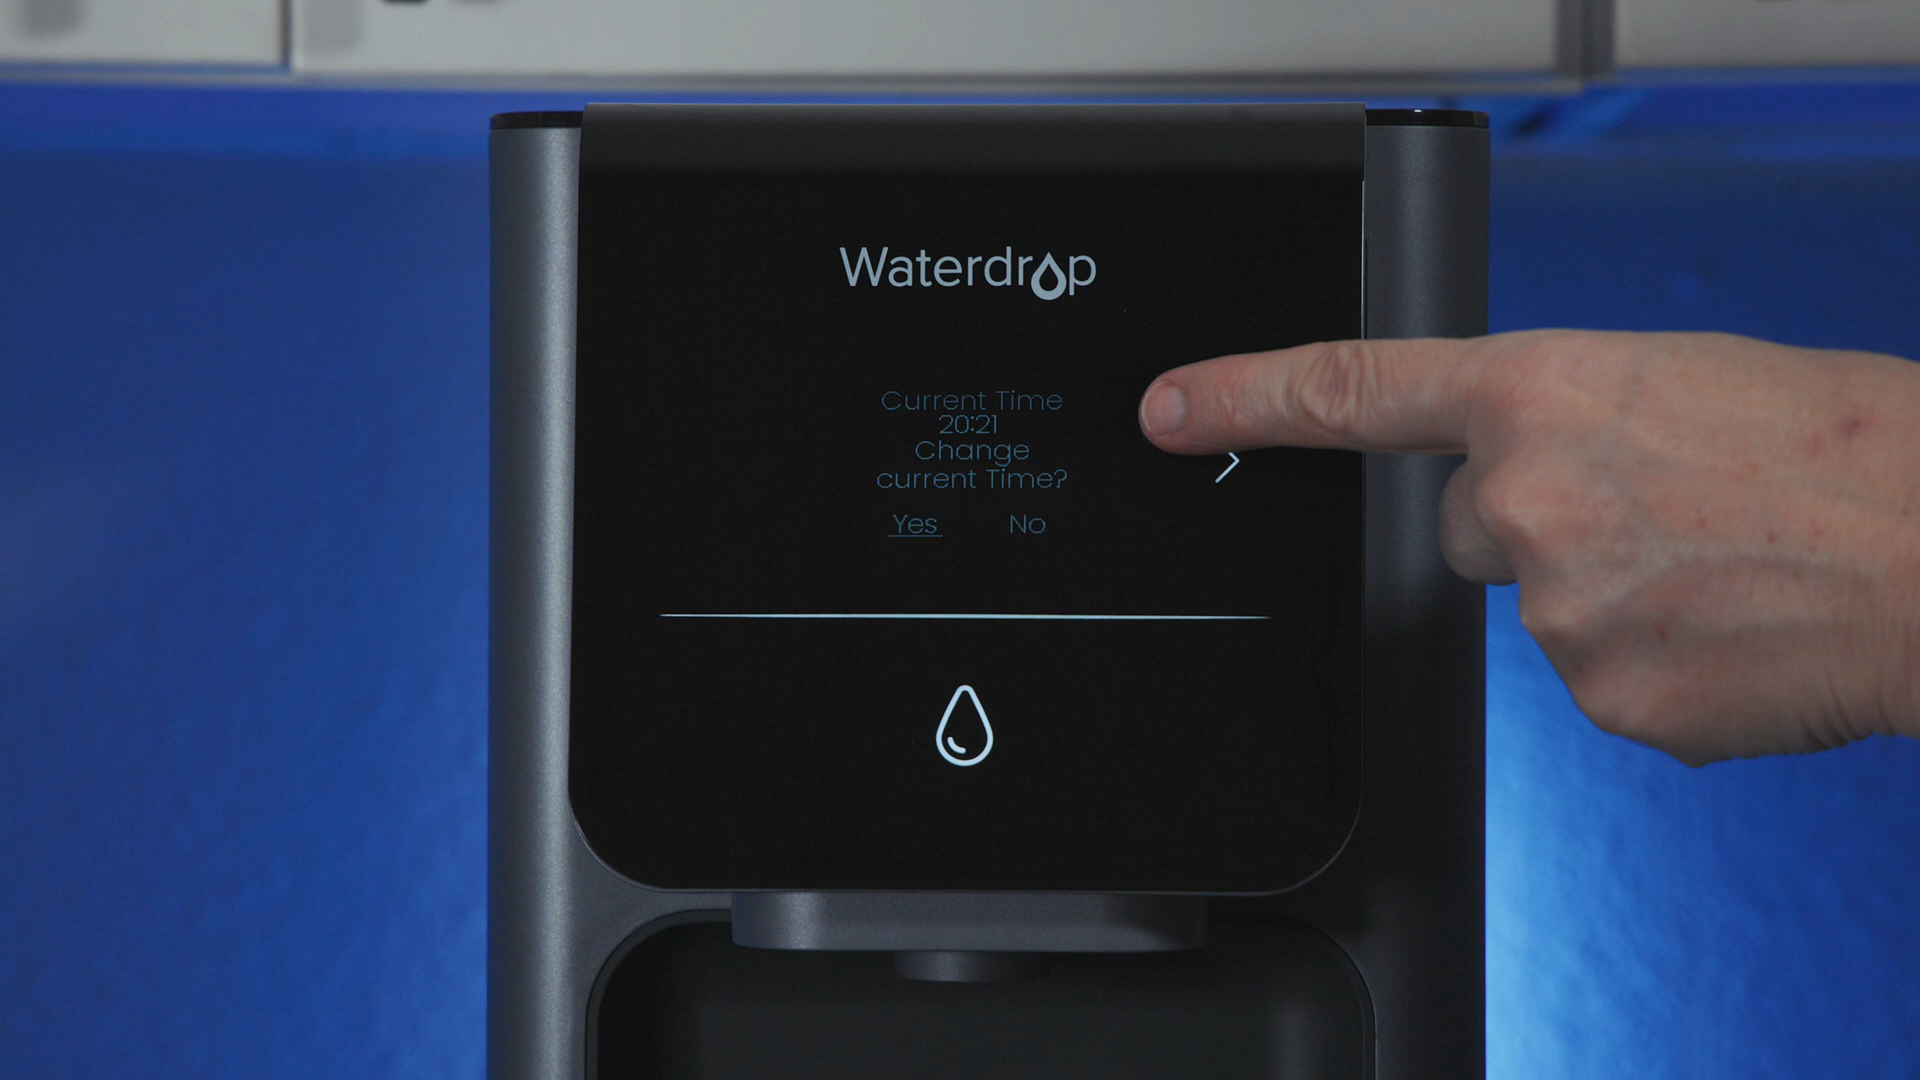 Waterdrop
Current Time
20:21
Change
current Time?
Yes No